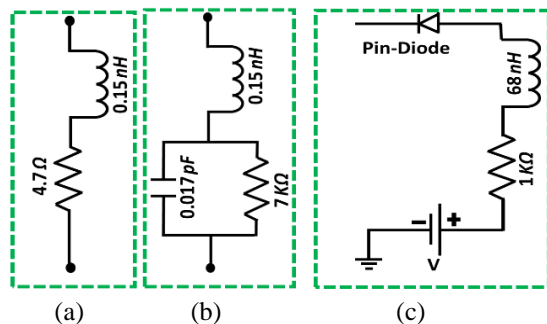 0.15nH
4.7Ω
0.15nH
0.017pF
7KΩ
Pin-Diode
68nH
1KΩ
− +
V
(a) (b) (c)